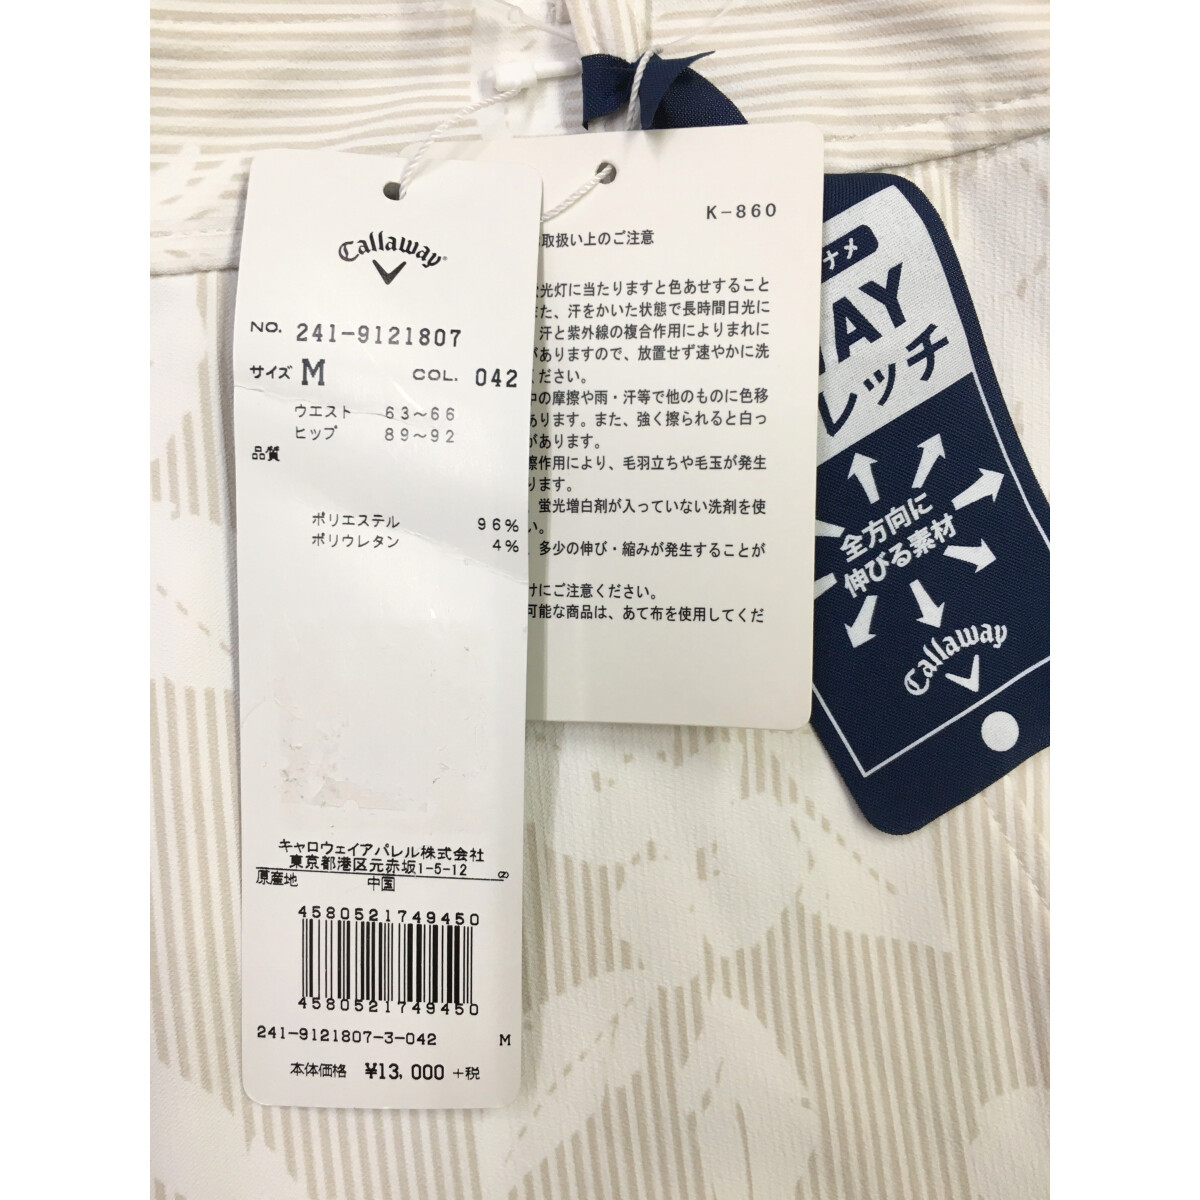 Callaway
NO. 241-9121807
サイズ M COL. 042
ウエスト 63～66
ヒップ 89～92
品質
ポリエステル 96%
ポリウレタン 4%
キャロウェイアパレル株式会社
東京都港区元赤坂1-5-12 8
原産地 中国
4580521749450
4580521749450
241-9121807-3-042 M
本体価格 ¥13,000 +税
K-860
取扱い上のご注意
光灯に当たりますと色あせすること
た、汗をかいた状態で長時間日光に
汗と紫外線の複合作用によりまれに
がありますので、放置せず速やかに洗
ださい。
の摩擦や雨・汗等で他のものに色移
あります。また、強く擦られると白っ
があります。
擦作用により、毛羽立ちや毛玉が発生
ります。
、蛍光増白剤が入っていない洗剤を使
い。
、多少の伸び・縮みが発生することが
けにご注意ください。
可能な商品は、あて布を使用してくだ
ナメ
WAY
レッチ
全方向に
伸びる素材
Callaway